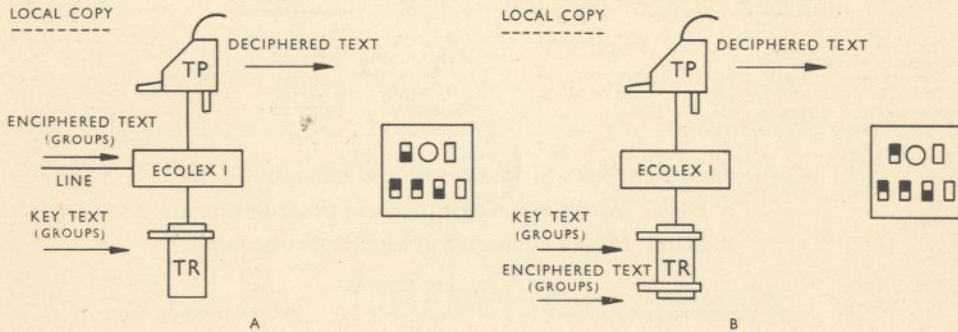 LOCAL COPY
DECIPHERED TEXT
TP
ENCIPHERED TEXT
(GROUPS)
ECOLEX I
LINE
KEY TEXT
(GROUPS)
TR
A
LOCAL COPY
DECIPHERED TEXT
TP
ECOLEX I
KEY TEXT
(GROUPS)
TR
ENCIPHERED TEXT
(GROUPS)
B